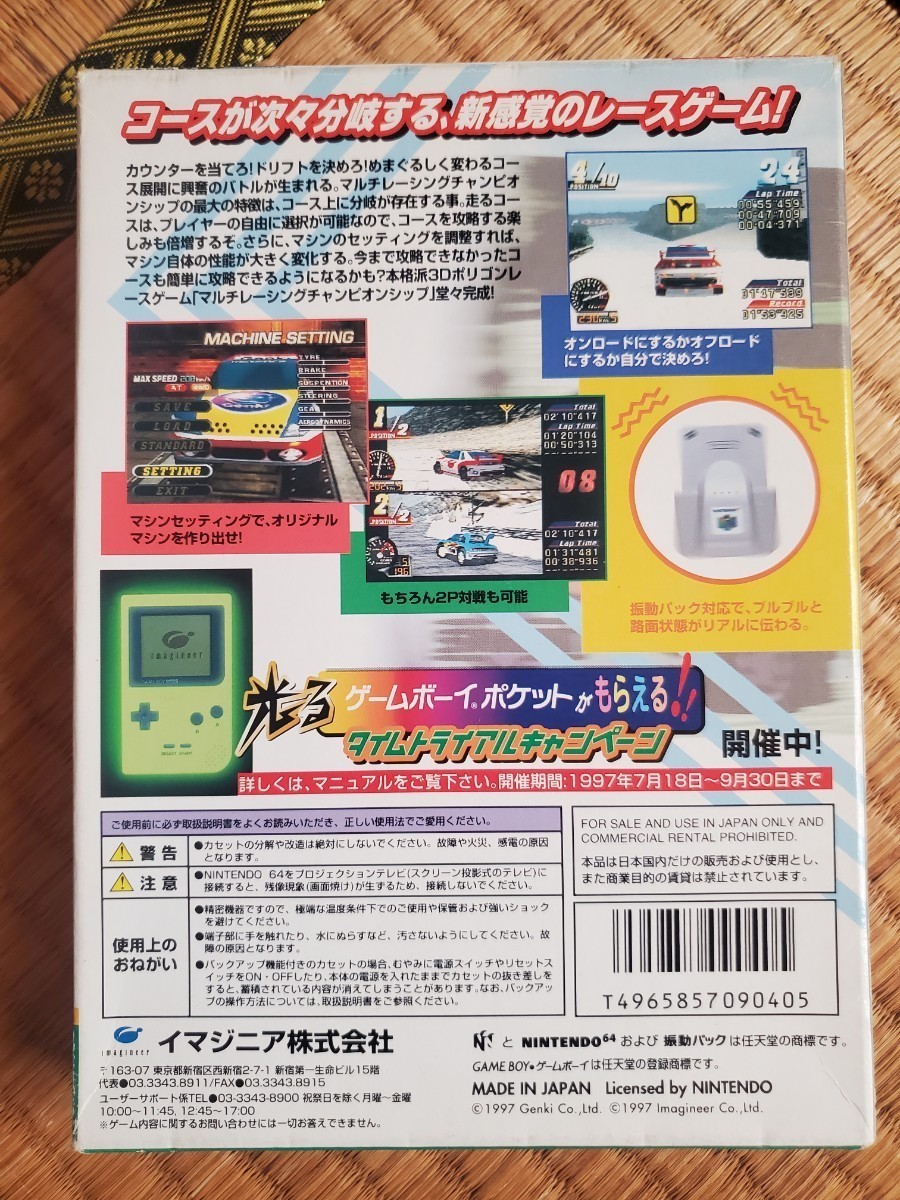 コースが次々分岐する、新感覚のレースゲーム!
カウンターを当てろ!ドリフトを決めろ!めまぐるしく変わるコー
ス展開に興奮のバトルが生まれる。マルチレーシングチャンピオ
ンシップの最大の特徴は、コース上に分岐が存在する事。走るコー
スは、プレイヤーの自由に選択が可能なので、コースを攻略する楽
しみも倍増するぞ。さらに、マシンのセッティングを調整すれば、
マシン自体の性能が大きく変化する。今まで攻略できなかったコ
ースも簡単に攻略できるようになるかも?本格派3Dポリゴンレ
ースゲーム「マルチレーシングチャンピオンシップ」堂々完成!
4/10
POSITION
24
Lap Time
00'55"459
00'47"709
00'04"371
Total
01'47"539
Record
01'53"425
オンロードにするかオフロード
にするか自分で決めろ!
MACHINE SETTING
MAX SPEED
AT
4WD
TYRE
BRAKE
SUSPENTION
STEERING
GEAR
AERODYNAMICS
SAVE
LOAD
STANDARD
SETTING
EXIT
マシンセッティングで、オリジナル
マシンを作り出せ!
1/2
POSITION
Total
02'10"417
Lap Time
01'20"104
00'50"313
08
2/2
POSITION
196
Total
02'10"417
Lap Time
01'31"481
00'38"936
もちろん2P対戦も可能
振動パック対応で、ブルブルと
路面状態がリアルに伝わる。
imagineer
光る ゲームボーイ®ポケットがもらえる!!
タイムトライアルキャンペーン 開催中!
詳しくは、マニュアルをご覧下さい。開催期間:1997年7月18日〜9月30日まで
ご使用前に必ず取扱説明書をよくお読みいただき、正しい使用法でご愛用ください。
警告
●カセットの分解や改造は絶対にしないでください。故障や火災、感電の原因
となります。
注意
●NINTENDO 64をプロジェクションテレビ(スクリーン投影式のテレビ)に
接続すると、残像現象(画面焼け)が生ずるため、接続しないでください。
使用上の
おねがい
●精密機器ですので、極端な温度条件下でのご使用や保管および強いショック
を避けてください。
●端子部に手を触れたり、水にぬらすなど、汚さないようにしてください。故
障の原因となります。
●バックアップ機能付きのカセットの場合、むやみに電源スイッチやリセットス
イッチをON・OFFしたり、本体の電源を入れたままでカセットの抜き差しを
すると、蓄積されている内容が消えてしまうことがあります。なお、バックアッ
プの操作方法については、取扱説明書をご参照ください。
FOR SALE AND USE IN JAPAN ONLY AND
COMMERCIAL RENTAL PROHIBITED.
本品は日本国内だけの販売および使用とし、
また商業目的の賃貸は禁止されています。
T4965857090405
imagineer イマジニア株式会社
〒163-07 東京都新宿区西新宿2-7-1 新宿第一生命ビル15階
代表●03.3343.8911/FAX●03.3343.8915
ユーザーサポート係TEL●03-3343-8900 祝祭日を除く月曜〜金曜
10:00〜11:45, 12:45〜17:00
※ゲーム内容に関するお問い合わせには一切お答えできません。
と NINTENDO64 および 振動パック は任天堂の商標です。
GAME BOY・ゲームボーイは任天堂の登録商標です。
MADE IN JAPAN Licensed by NINTENDO
©1997 Genki Co.,Ltd. ©1997 Imagineer Co.,Ltd.